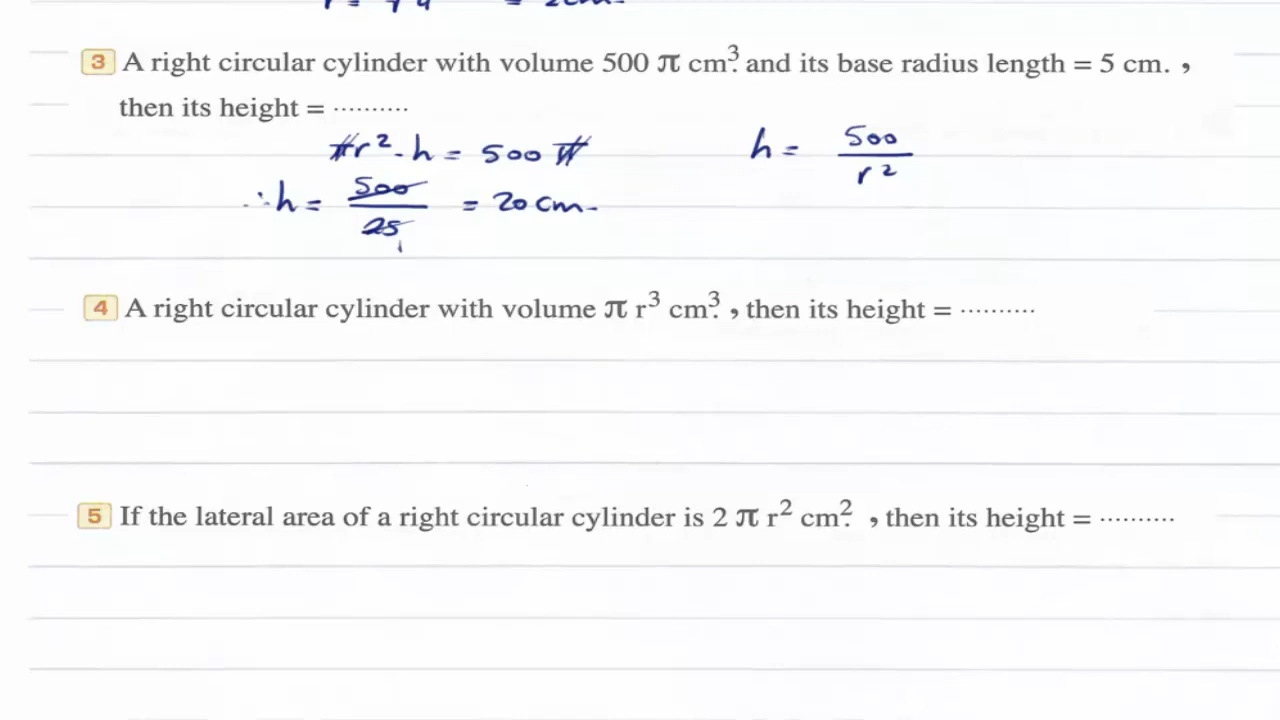 = 2cm.
3 A right circular cylinder with volume 500 π cm³. and its base radius length = 5 cm. ,
then its height = ··········
πr² . h = 500 π
h = 500 / r²
∴ h = 500 / 25 = 20 cm.
1
4 A right circular cylinder with volume π r³ cm³. , then its height = ··········
5 If the lateral area of a right circular cylinder is 2 π r² cm². , then its height = ··········